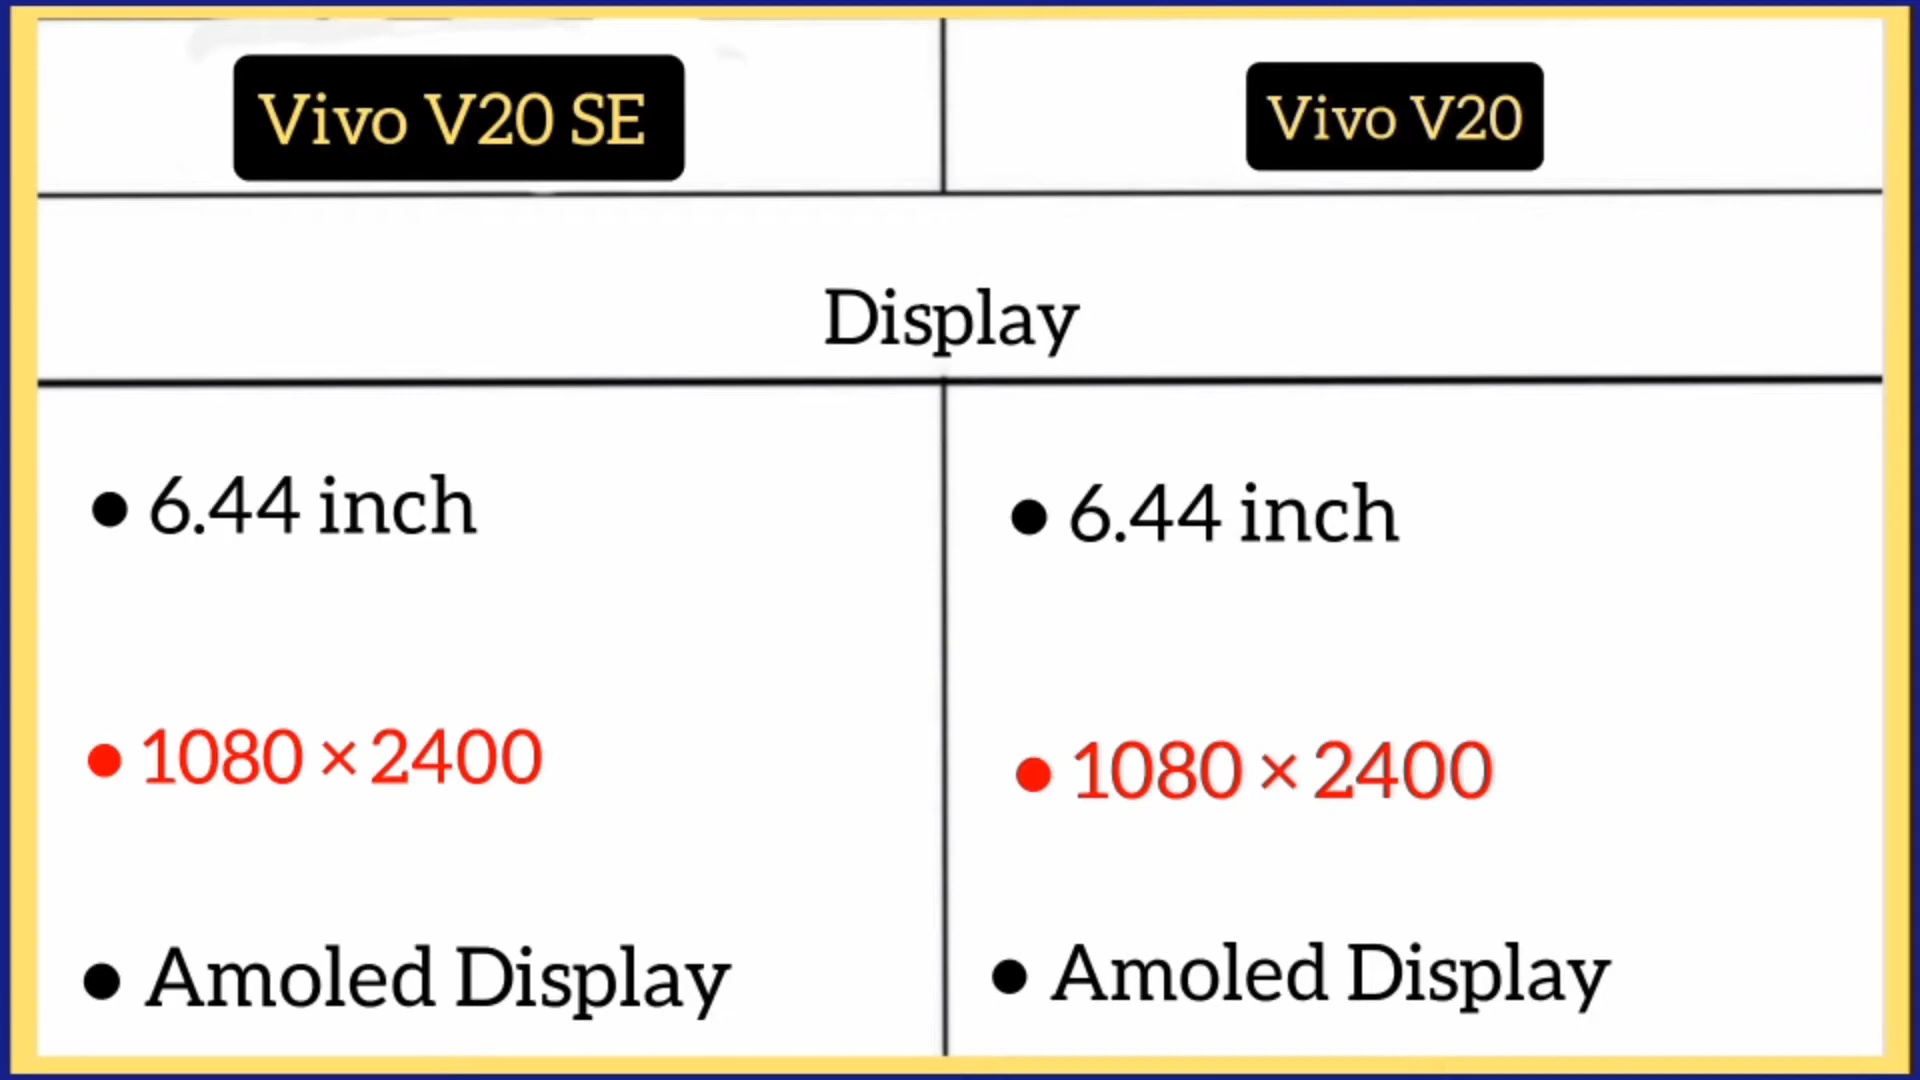 Vivo V20 SE
Vivo V20
Display
● 6.44 inch
● 6.44 inch
● 1080 × 2400
● 1080 × 2400
● Amoled Display
● Amoled Display